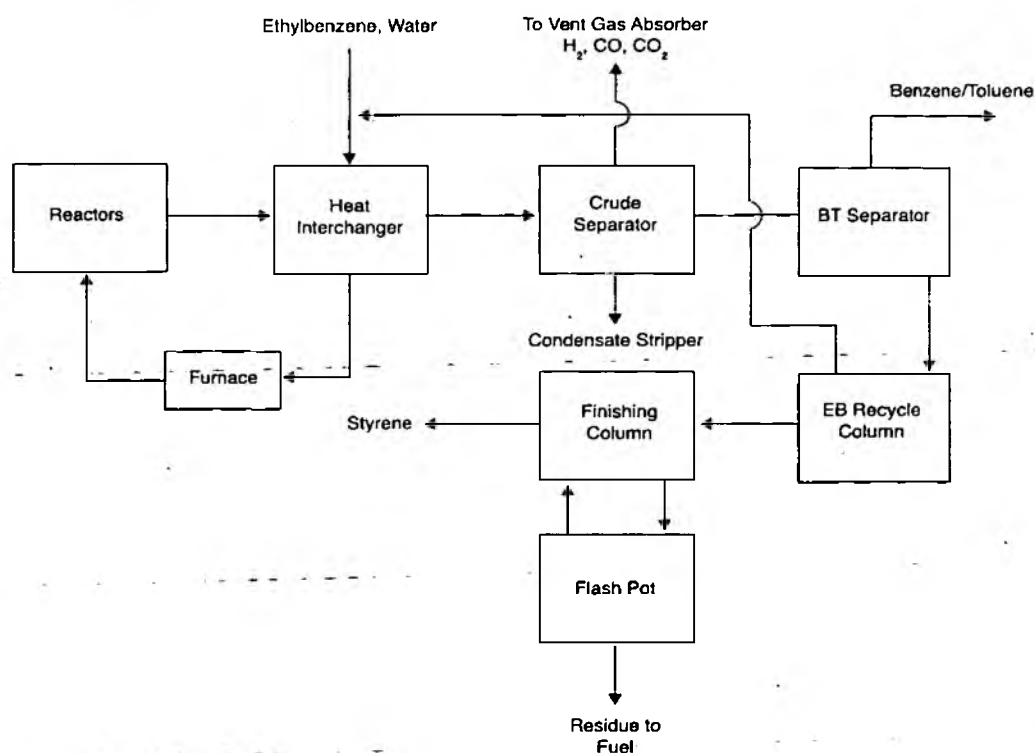 Ethylbenzene, Water
To Vent Gas Absorber
H₂, CO, CO₂
Benzene/Toluene
Reactors
Heat
Interchanger
Crude
Separator
BT Separator
Condensate Stripper
Furnace
Styrene
Finishing
Column
EB Recycle
Column
Flash Pot
Residue to
Fuel